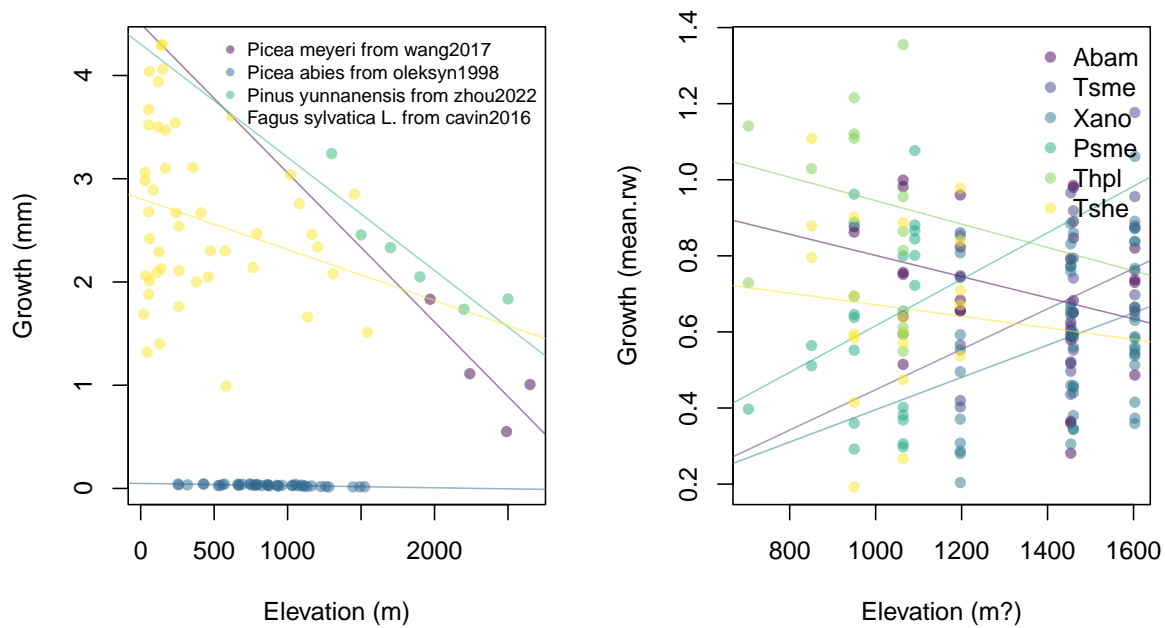 Growth (mm)
4
3
2
1
0
Picea meyeri from wang2017
Picea abies from oleksyn1998
Pinus yunnanensis from zhou2022
Fagus sylvatica L. from cavin2016
0 500 1000 2000
Elevation (m)
Growth (mean.rw)
1.4
1.2
1.0
0.8
0.6
0.4
0.2
Abam
Tsme
Xano
Psme
Thpl
Tshe
800 1000 1200 1400 1600
Elevation (m?)